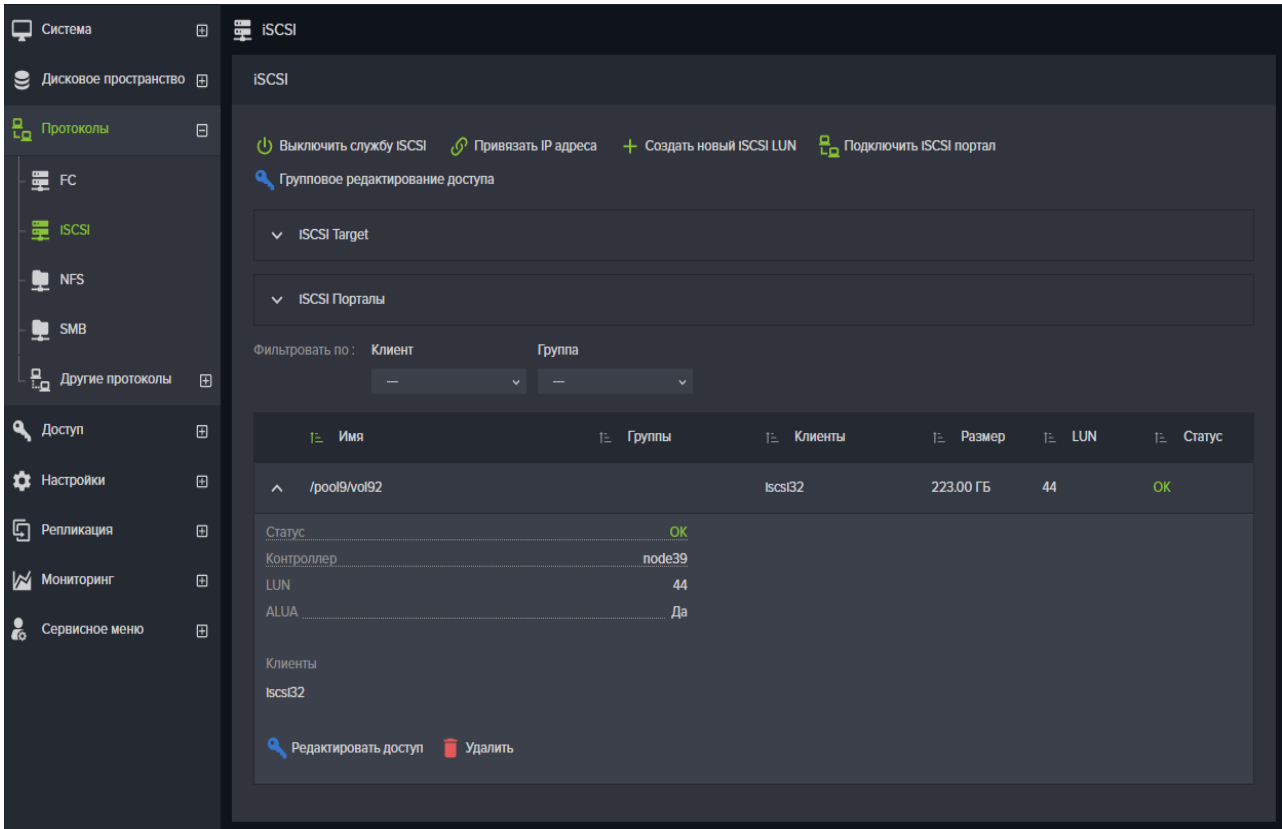 Система
Дисковое пространство
Протоколы
FC
iSCSI
NFS
SMB
Другие протоколы
Доступ
Настройки
Репликация
Мониторинг
Сервисное меню
iSCSI
iSCSI
Выключить службу iSCSI Привязать IP адреса Создать новый iSCSI LUN Подключить iSCSI портал
Групповое редактирование доступа
iSCSI Target
iSCSI Порталы
Фильтровать по : Клиент Группа
--- ---
Имя Группы Клиенты Размер LUN Статус
/pool9/vol92 iscsi32 223.00 ГБ 44 OK
Статус OK
Контроллер node39
LUN 44
ALUA Да
Клиенты
iscsi32
Редактировать доступ Удалить